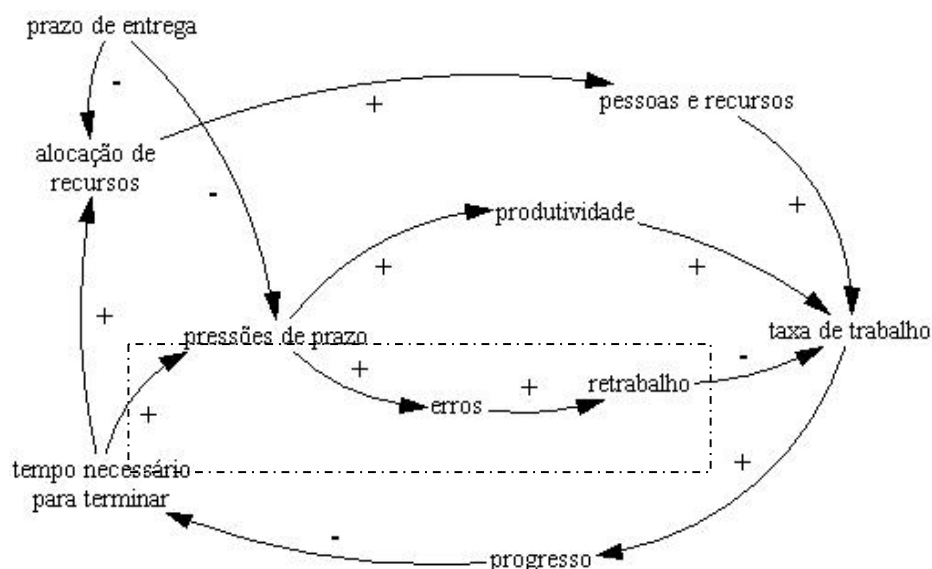 prazo de entrega
-
+
pessoas e recursos
alocação de
recursos
-
+
produtividade
+
+
+
pressões de prazo
taxa de trabalho
+
+
-
retrabalho
erros
+
tempo necessário
para terminar
+
-
progresso